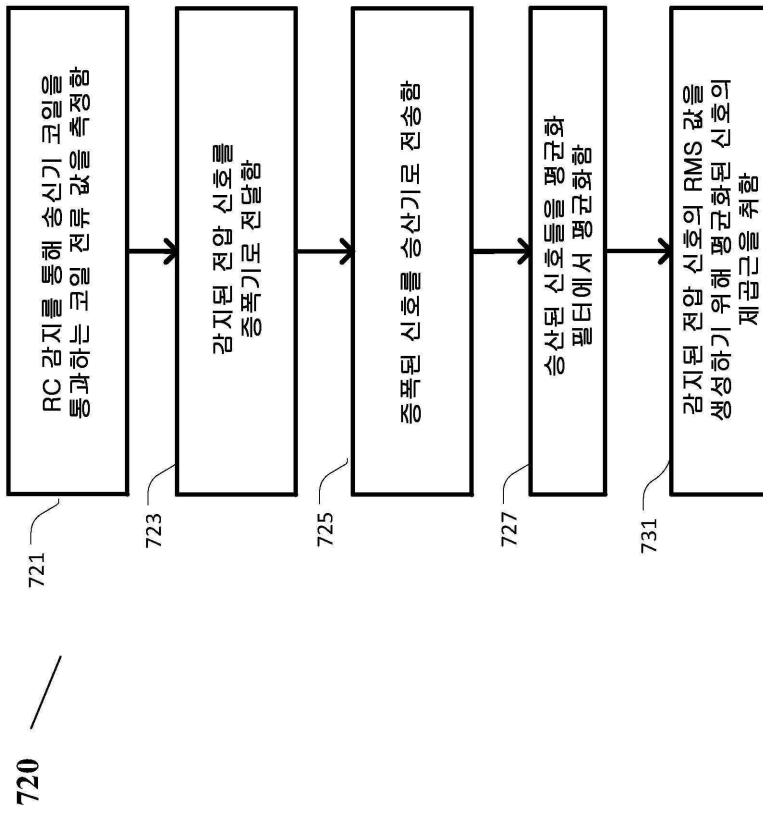 720
721
RC 감지를 통해 송신기 코일을
통과하는 코일 전류 값을 측정함
723
감지된 전압 신호를
증폭기로 전달함
725
증폭된 신호를 승산기로 전송함
727
승산된 신호들을 평균화
필터에서 평균화함
731
감지된 전압 신호의 RMS 값을
생성하기 위해 평균화된 신호의
제곱근을 취함